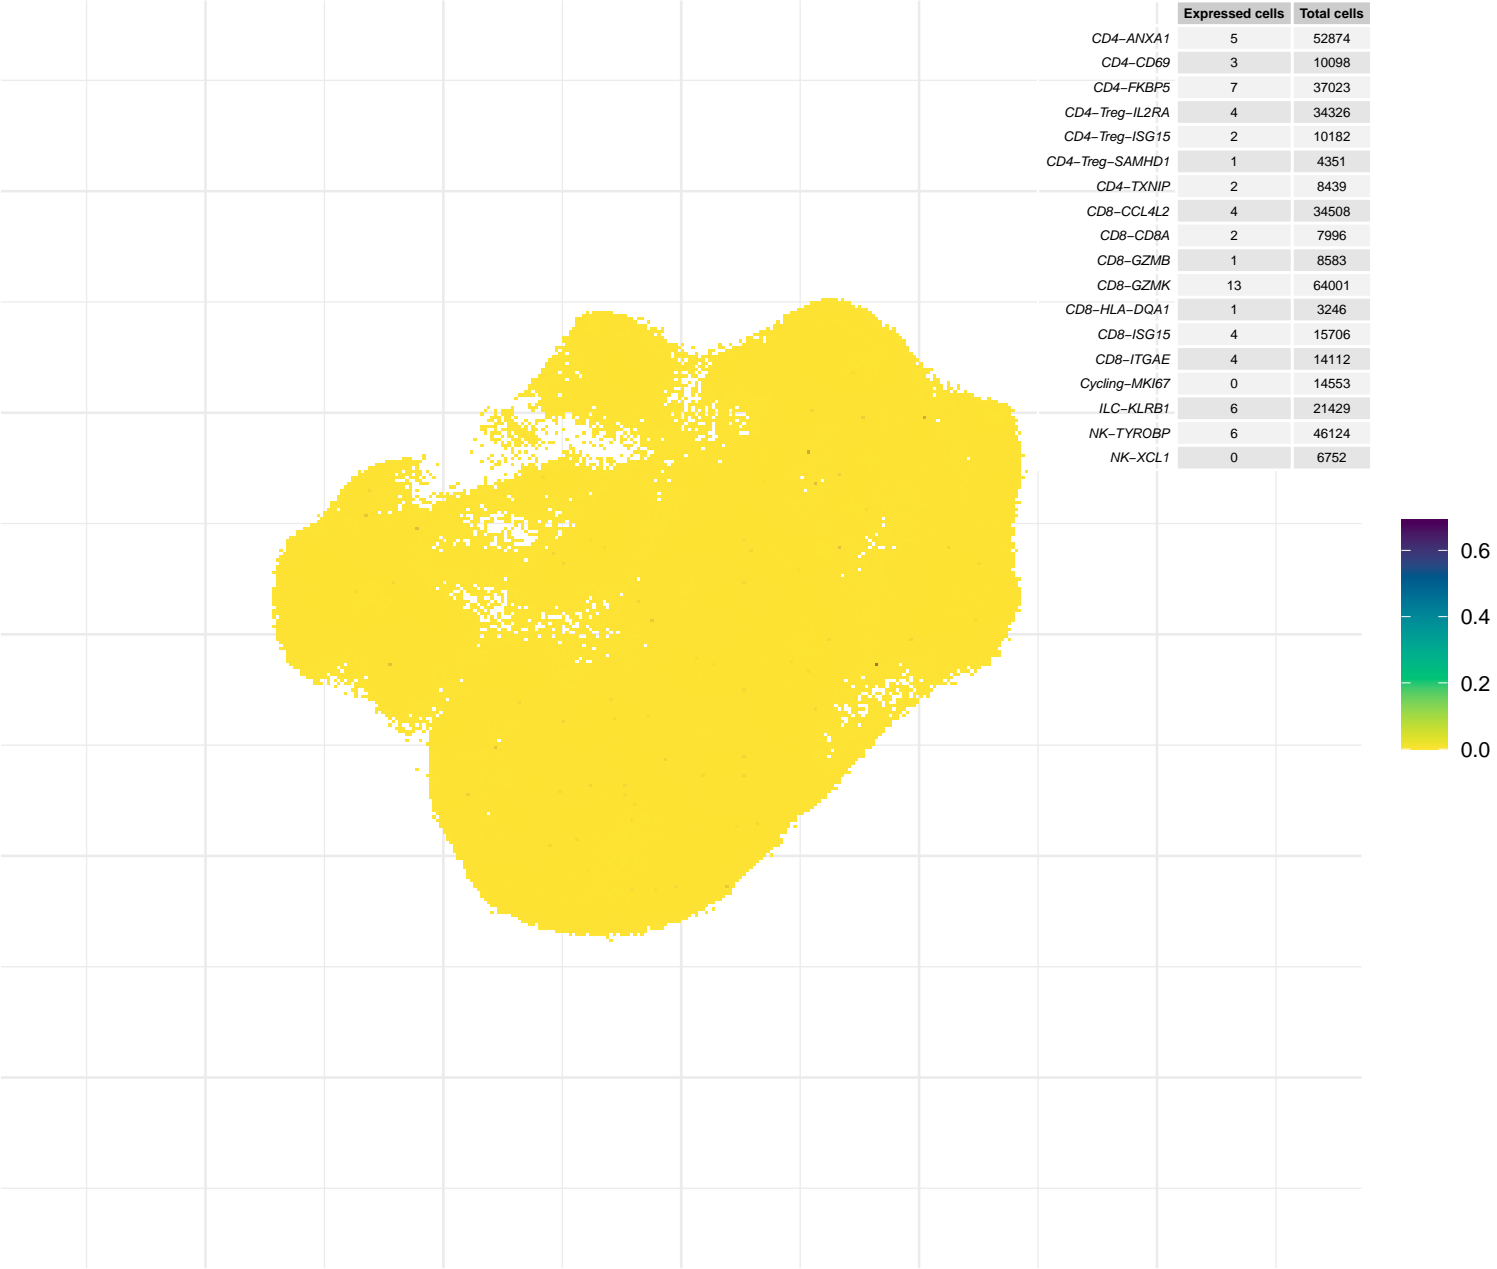 Expressed cells Total cells
CD4−ANXA1 5 52874
CD4−CD69 3 10098
CD4−FKBP5 7 37023
CD4−Treg−IL2RA 4 34326
CD4−Treg−ISG15 2 10182
CD4−Treg−SAMHD1 1 4351
CD4−TXNIP 2 8439
CD8−CCL4L2 4 34508
CD8−CD8A 2 7996
CD8−GZMB 1 8583
CD8−GZMK 13 64001
CD8−HLA−DQA1 1 3246
CD8−ISG15 4 15706
CD8−ITGAE 4 14112
Cycling−MKI67 0 14553
ILC−KLRB1 6 21429
NK−TYROBP 6 46124
NK−XCL1 0 6752
0.6
0.4
0.2
0.0